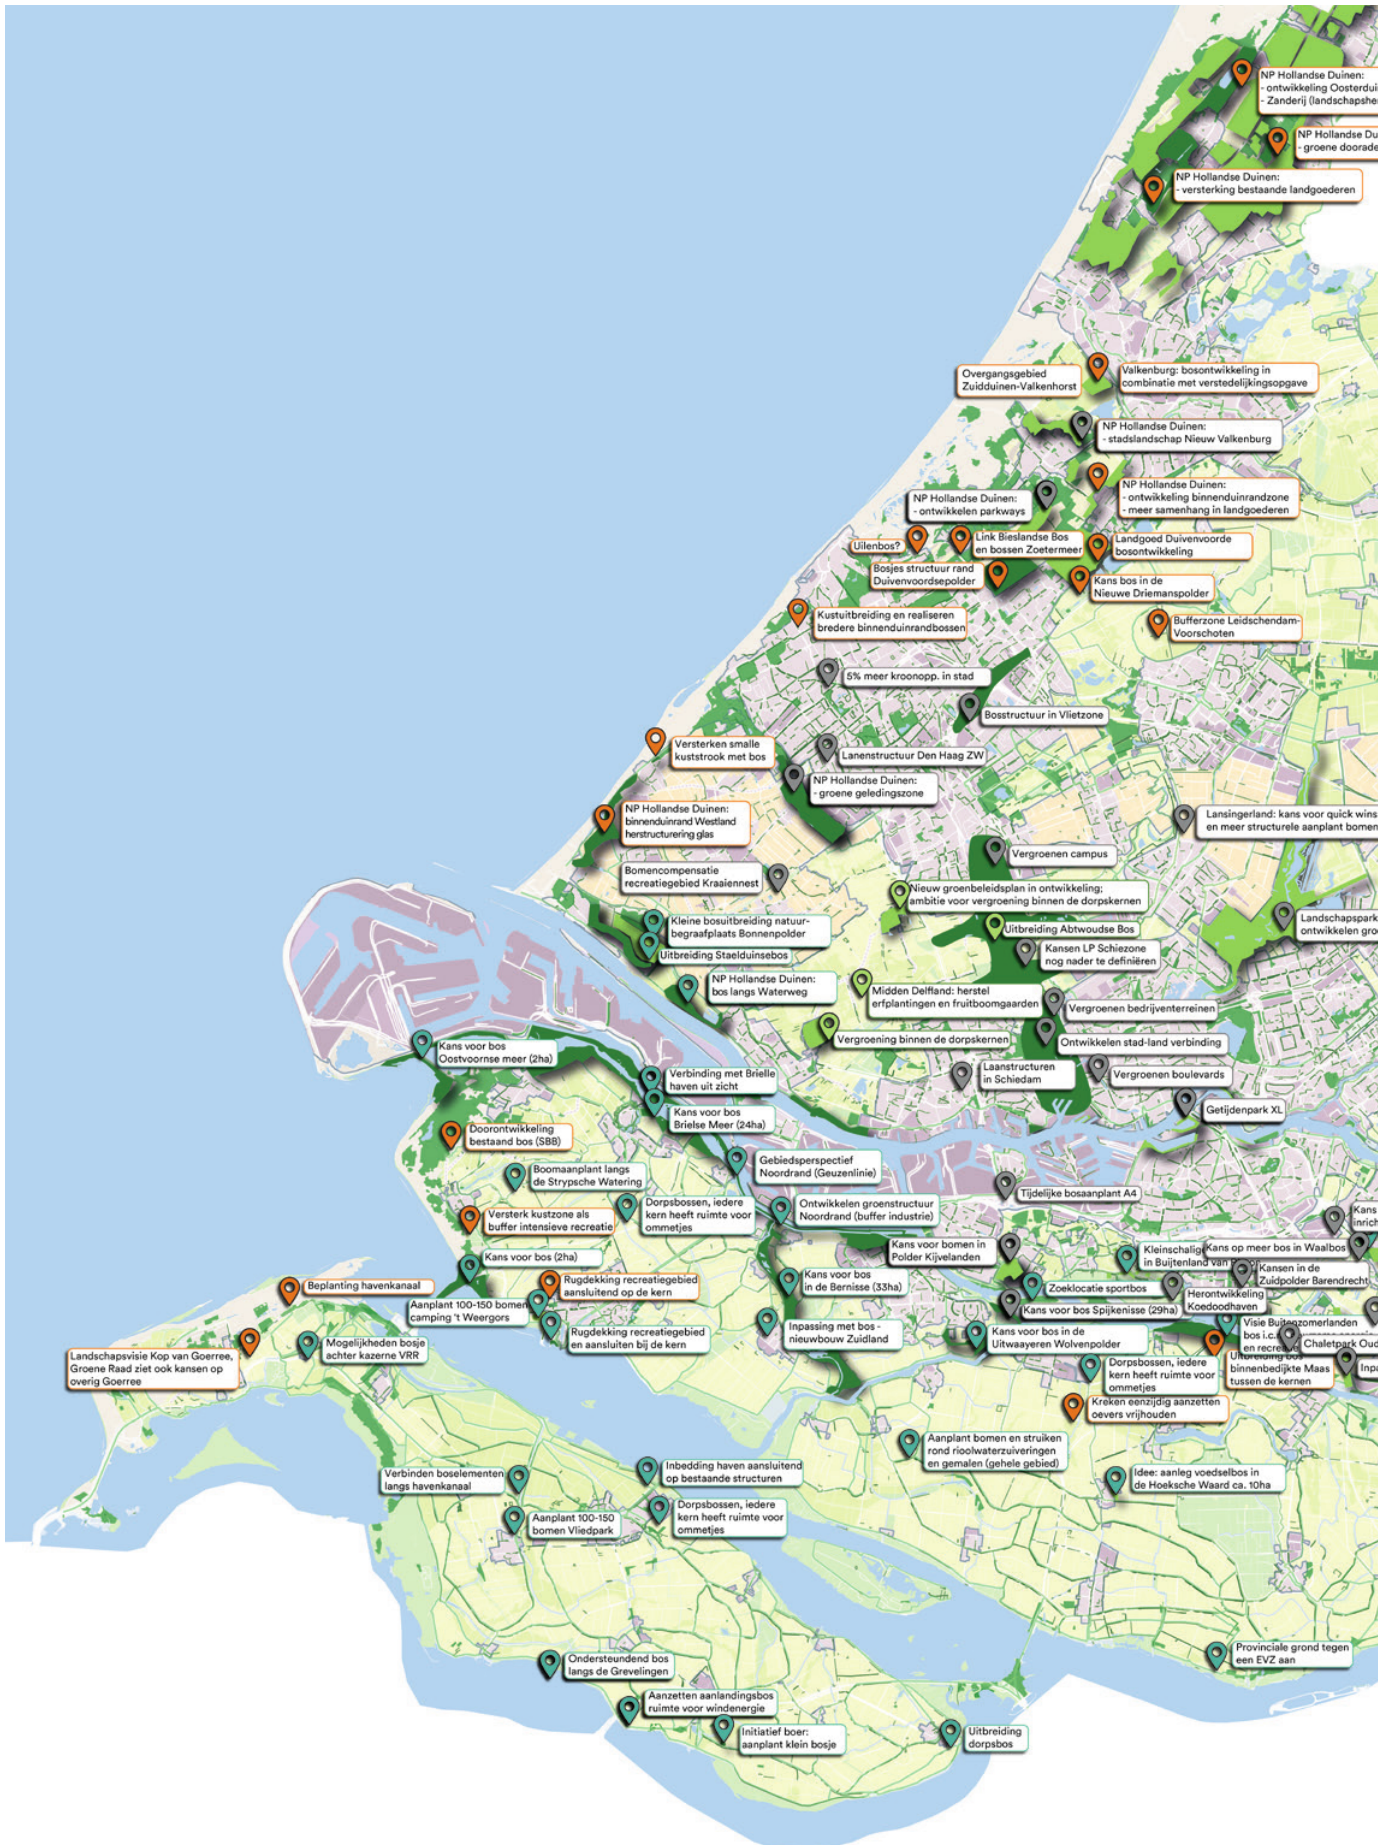 NP Hollandse Duinen:
- ontwikkeling
- Zanderij
NP Hollandse
- groene
NP Hollandse Duinen:
- versterking bestaande landgoederen
Overgangsgebied
Zuidduinen-Valkenhorst
Valkenburg: bosontwikkeling in
combinatie met verstedelijkingsopgave
NP Hollandse Duinen:
- stadslandschap Nieuw Valkenburg
NP Hollandse Duinen:
- ontwikkeling binnenduinrandzone
- meer samenhang in landgoederen
NP Hollandse Duinen:
- ontwikkelen parkways
Uilenbos?
Link Bieslandse Bos
en bossen Zoetermeer
Landgoed Duivenvoorde
bosontwikkeling
Bosjes structuur rand
Duivenvoordsepolder
Kans bos in de
Nieuwe Driemanspolder
Kustuitbreiding en realiseren
bredere binnenduinrandbossen
Bufferzone Leidschendam-
Voorschoten
5% meer kroonopp. in stad
Bosstructuur in Vlietzone
Versterken smalle
kuststrook met bos
Lanenstructuur Den Haag ZW
NP Hollandse Duinen:
- groene geledingszone
NP Hollandse Duinen:
binnenduinrand Westland
herstructurering glas
Lansingerland: kans voor quick wins
en meer structurele aanplant bomen
Vergroenen campus
Bomencompensatie
recreatiegebied Kraaiennest
Nieuw groenbeleidsplan in ontwikkeling;
ambitie voor vergroening binnen de dorpskernen
Kleine bosuitbreiding natuur-
begraafplaats Bonnenpolder
Uitbreiding Abtwoudse Bos
Landschapspark
ontwikkelen
Uitbreiding Staelduinsebos
Kansen LP Schiezone
nog nader te definiëren
NP Hollandse Duinen:
bos langs Waterweg
Midden Delfland: herstel
erfplantingen en fruitboomgaarden
Vergroenen bedrijventerreinen
Vergroening binnen de dorpskernen
Ontwikkelen stad-land verbinding
Kans voor bos
Oostvoornse meer (2ha)
Verbinding met Brielle
haven uit zicht
Laanstructuren
in Schiedam
Vergroenen boulevards
Kans voor bos
Brielse Meer (24ha)
Getijdenpark XL
Doorontwikkeling
bestaand bos (SBB)
Gebiedsperspectief
Noordrand (Geuzenlinie)
Boomaanplant langs
de Strypsche Watering
Tijdelijke bosaanplant A4
Versterk kustzone als
buffer intensieve recreatie
Dorpsbossen, iedere
kern heeft ruimte voor
ommetjes
Ontwikkelen groenstructuur
Noordrand (buffer industrie)
Kans voor bos (2ha)
Kans voor bomen in
Polder Kijvelanden
in Buijtenland van
Kans op meer bos in Waalbos
Kans
Beplanting havenkanaal
Rugdekking recreatiegebied
aansluitend op de kern
Kans voor bos
in de Bernisse (33ha)
Zoeklocatie sportbos
Kansen in de
Zuidpolder Barendrecht
Herontwikkeling
Koedoodhaven
Aanplant 100-150 bomen
camping 't Weergors
Kans voor bos Spijkenisse (29ha)
Landschapsvisie Kop van Goerree,
Groene Raad ziet ook kansen op
overig Goerree
Mogelijkheden bosje
achter kazerne VRR
Rugdekking recreatiegebied
en aansluiten bij de kern
Inpassing met bos -
nieuwbouw Zuidland
Kans voor bos in de
Uitwaayeren Wolvenpolder
Visie Buitenzomerlanden
Chaletpark
Dorpsbossen, iedere
kern heeft ruimte voor
ommetjes
Uitbreiding bos
binnenbedijkte Maas
tussen de kernen
Kreken eenzijdig aanzetten
oevers vrijhouden
Aanplant bomen en struiken
rond rioolwaterzuiveringen
en gemalen (gehele gebied)
Verbinden boselementen
langs havenkanaal
Inbedding haven aansluitend
op bestaande structuren
Idee: aanleg voedselbos in
de Hoeksche Waard ca. 10ha
Aanplant 100-150
bomen Vliedpark
Dorpsbossen, iedere
kern heeft ruimte voor
ommetjes
Ondersteundend bos
langs de Grevelingen
Provinciale grond tegen
een EVZ aan
Aanzetten aanlandingsbos
ruimte voor windenergie
Initiatief boer:
aanplant klein bosje
Uitbreiding
dorpsbos